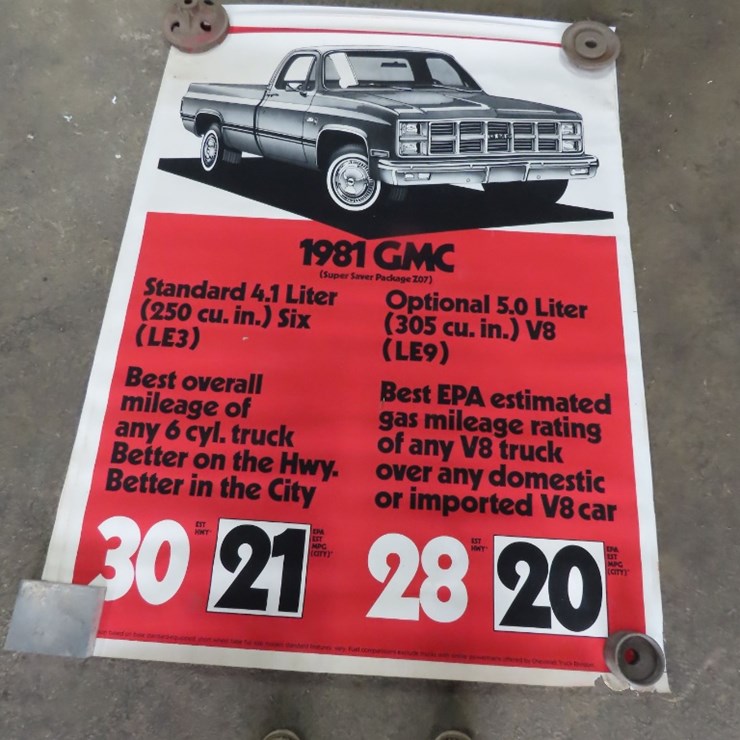 1981 GMC
(Super Saver Package Z07)
Standard 4.1 Liter
(250 cu. in.) Six
(LE3)
Best overall
mileage of
any 6 cyl. truck
Better on the Hwy.
Better in the City
30 EST HWY*
21 EPA EST MPG (CITY)*
Optional 5.0 Liter
(305 cu. in.) V8
(LE9)
Best EPA estimated
gas mileage rating
of any V8 truck
over any domestic
or imported V8 car
28 EST HWY*
20 EPA EST MPG (CITY)*